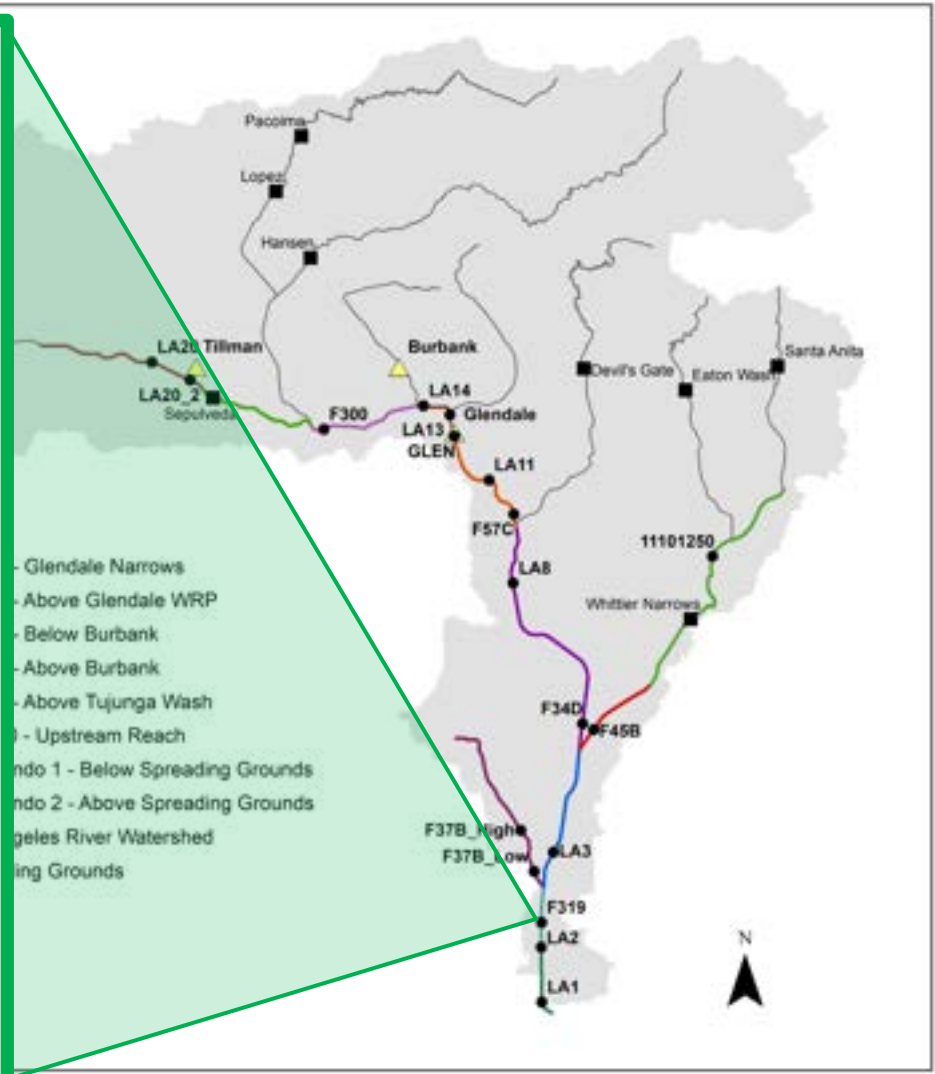 Pacoima
Lopez
Hansen
LA20 Tillman
LA20_2
Sepulveda
Burbank
LA14
Glendale
F300
LA13
GLEN
LA11
F57C
LA8
Devil's Gate
Eaton Wash
Santa Anita
11101250
Whittier Narrows
F34D
F45B
F37B_High
F37B_Low
LA3
F319
LA2
LA1
N
- Glendale Narrows
- Above Glendale WRP
- Below Burbank
- Above Burbank
- Above Tujunga Wash
- Upstream Reach
ndo 1 - Below Spreading Grounds
ndo 2 - Above Spreading Grounds
geles River Watershed
ing Grounds